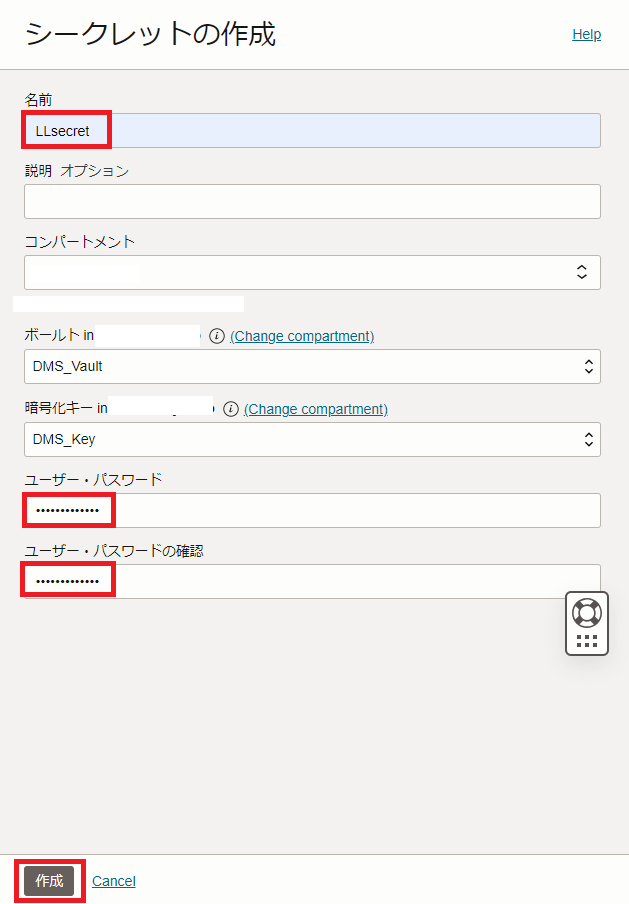 シークレットの作成
Help
名前
LLsecret
説明 オプション
コンパートメント
ボールト in (Change compartment)
DMS_Vault
暗号化キー in (Change compartment)
DMS_Key
ユーザー・パスワード
•••••••••••••
ユーザー・パスワードの確認
•••••••••••••
作成 Cancel